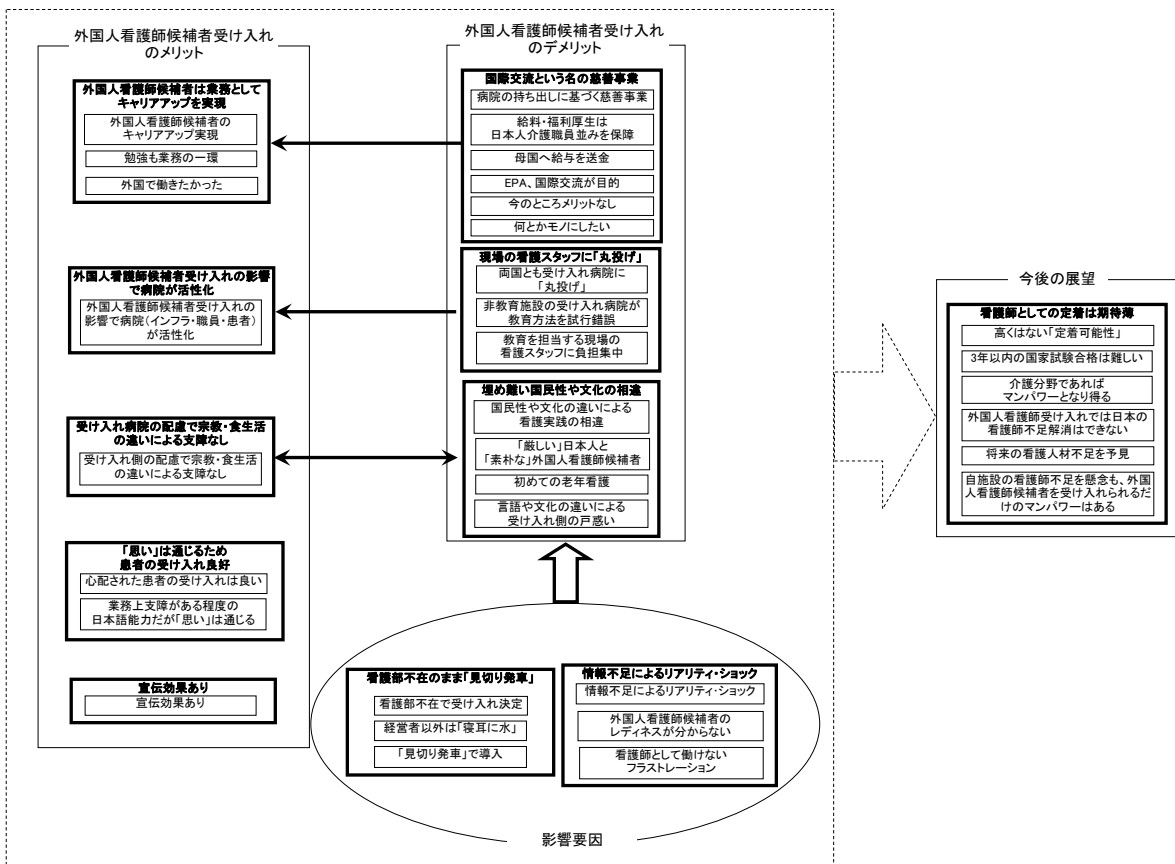 外国人看護師候補者受け入れ
のメリット
外国人看護師候補者は業務として
キャリアアップを実現
外国人看護師候補者の
キャリアアップ実現
勉強も業務の一環
外国で働きたかった
外国人看護師候補者受け入れの影響
で病院が活性化
外国人看護師候補者受け入れの
影響で病院（インフラ・職員・患者）
が活性化
受け入れ病院の配慮で宗教・食生活
の違いによる支障なし
受け入れ側の配慮で宗教・食生活
の違いによる支障なし
「思い」は通じるため
患者の受け入れ良好
心配された患者の受け入れは良い
業務上支障がある程度の
日本語能力だが「思い」は通じる
宣伝効果あり
宣伝効果あり
外国人看護師候補者受け入れ
のデメリット
国際交流という名の慈善事業
病院の持ち出しに基づく慈善事業
給料・福利厚生は
日本人介護職員並みを保障
母国へ給与を送金
EPA、国際交流が目的
今のところメリットなし
何とかモノにしたい
現場の看護スタッフに「丸投げ」
両国とも受け入れ病院に
「丸投げ」
非教育施設の受け入れ病院が
教育方法を試行錯誤
教育を担当する現場の
看護スタッフに負担集中
埋め難い国民性や文化の相違
国民性や文化の違いによる
看護実践の相違
「厳しい」日本人と
「素朴な」外国人看護師候補者
初めての老年看護
言語や文化の違いによる
受け入れ側の戸惑い
看護部不在のまま「見切り発車」
看護部不在で受け入れ決定
経営者以外は「寝耳に水」
「見切り発車」で導入
情報不足によるリアリティ・ショック
情報不足によるリアリティ・ショック
外国人看護師候補者の
レディネスが分からない
看護師として働けない
フラストレーション
影響要因
今後の展望
看護師としての定着は期待薄
高くはない「定着可能性」
3年以内の国家試験合格は難しい
介護分野であれば
マンパワーとなり得る
外国人看護師受け入れでは日本の
看護師不足解消はできない
将来の看護人材不足を予見
自施設の看護師不足を懸念も、外国
人看護師候補者を受け入れられるだ
けのマンパワーはある